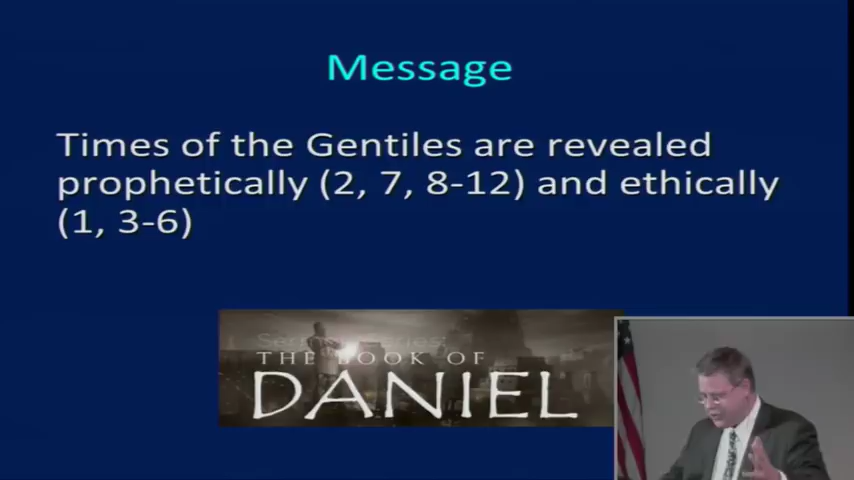 Message
Times of the Gentiles are revealed
prophetically (2, 7, 8-12) and ethically
(1, 3-6)
THE BOOK OF
DANIEL